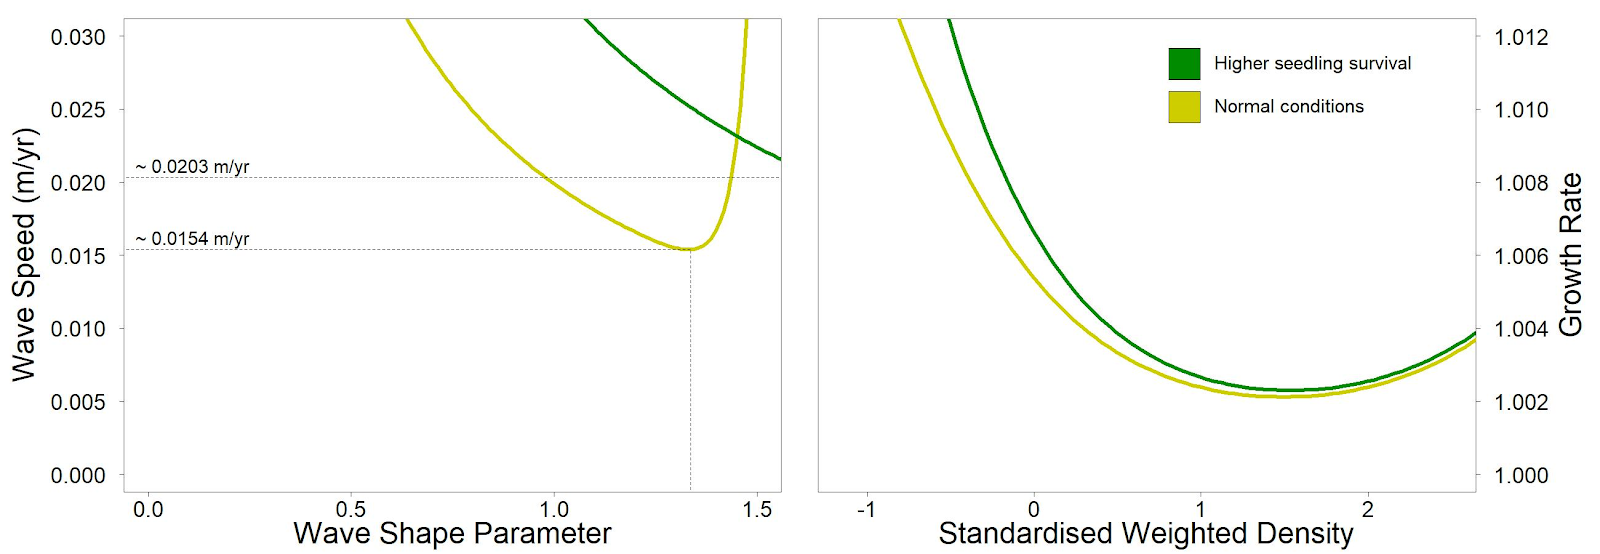 0.030
0.025
0.020
0.015
0.010
0.005
0.000
Wave Speed (m/yr)
~ 0.0203 m/yr
~ 0.0154 m/yr
0.0 0.5 1.0 1.5
Wave Shape Parameter
Higher seedling survival
Normal conditions
1.012
1.010
1.008
1.006
1.004
1.002
1.000
Growth Rate
-1 0 1 2
Standardised Weighted Density